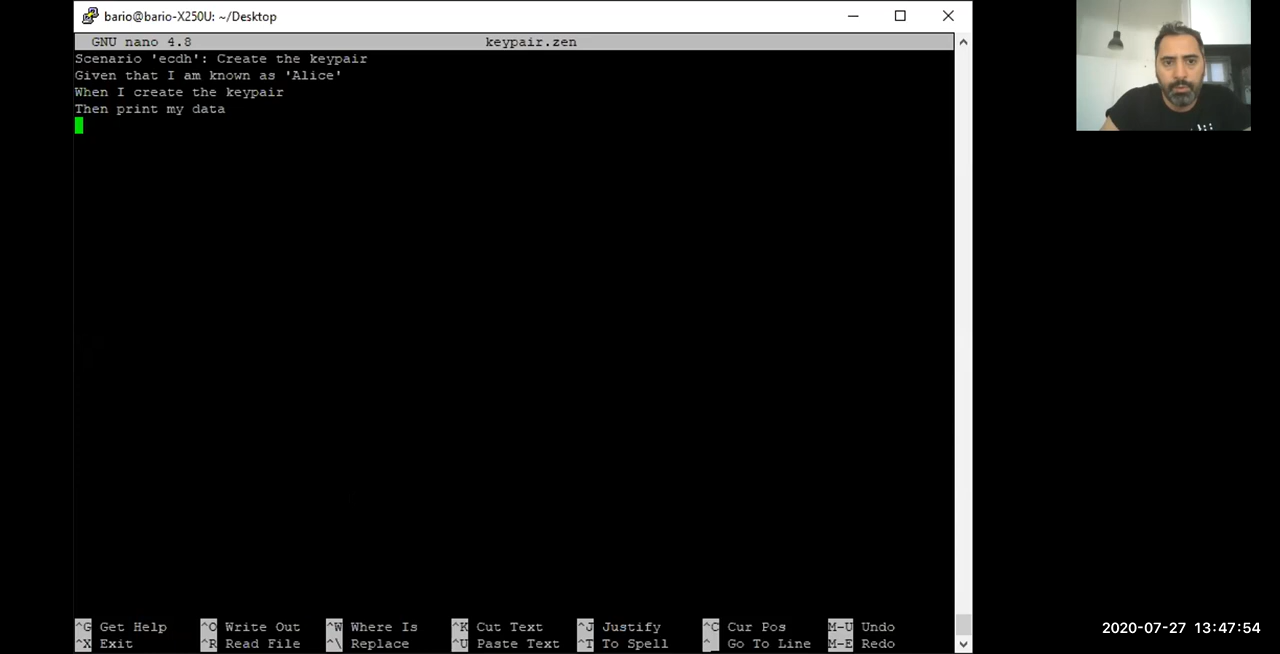 bario@bario-X250U: ~/Desktop
GNU nano 4.8 keypair.zen
Scenario 'ecdh': Create the keypair
Given that I am known as 'Alice'
When I create the keypair
Then print my data
^G Get Help ^O Write Out ^W Where Is ^K Cut Text ^J Justify ^C Cur Pos M-U Undo
^X Exit ^R Read File ^\ Replace ^U Paste Text ^T To Spell ^_ Go To Line M-E Redo
2020-07-27 13:47:54